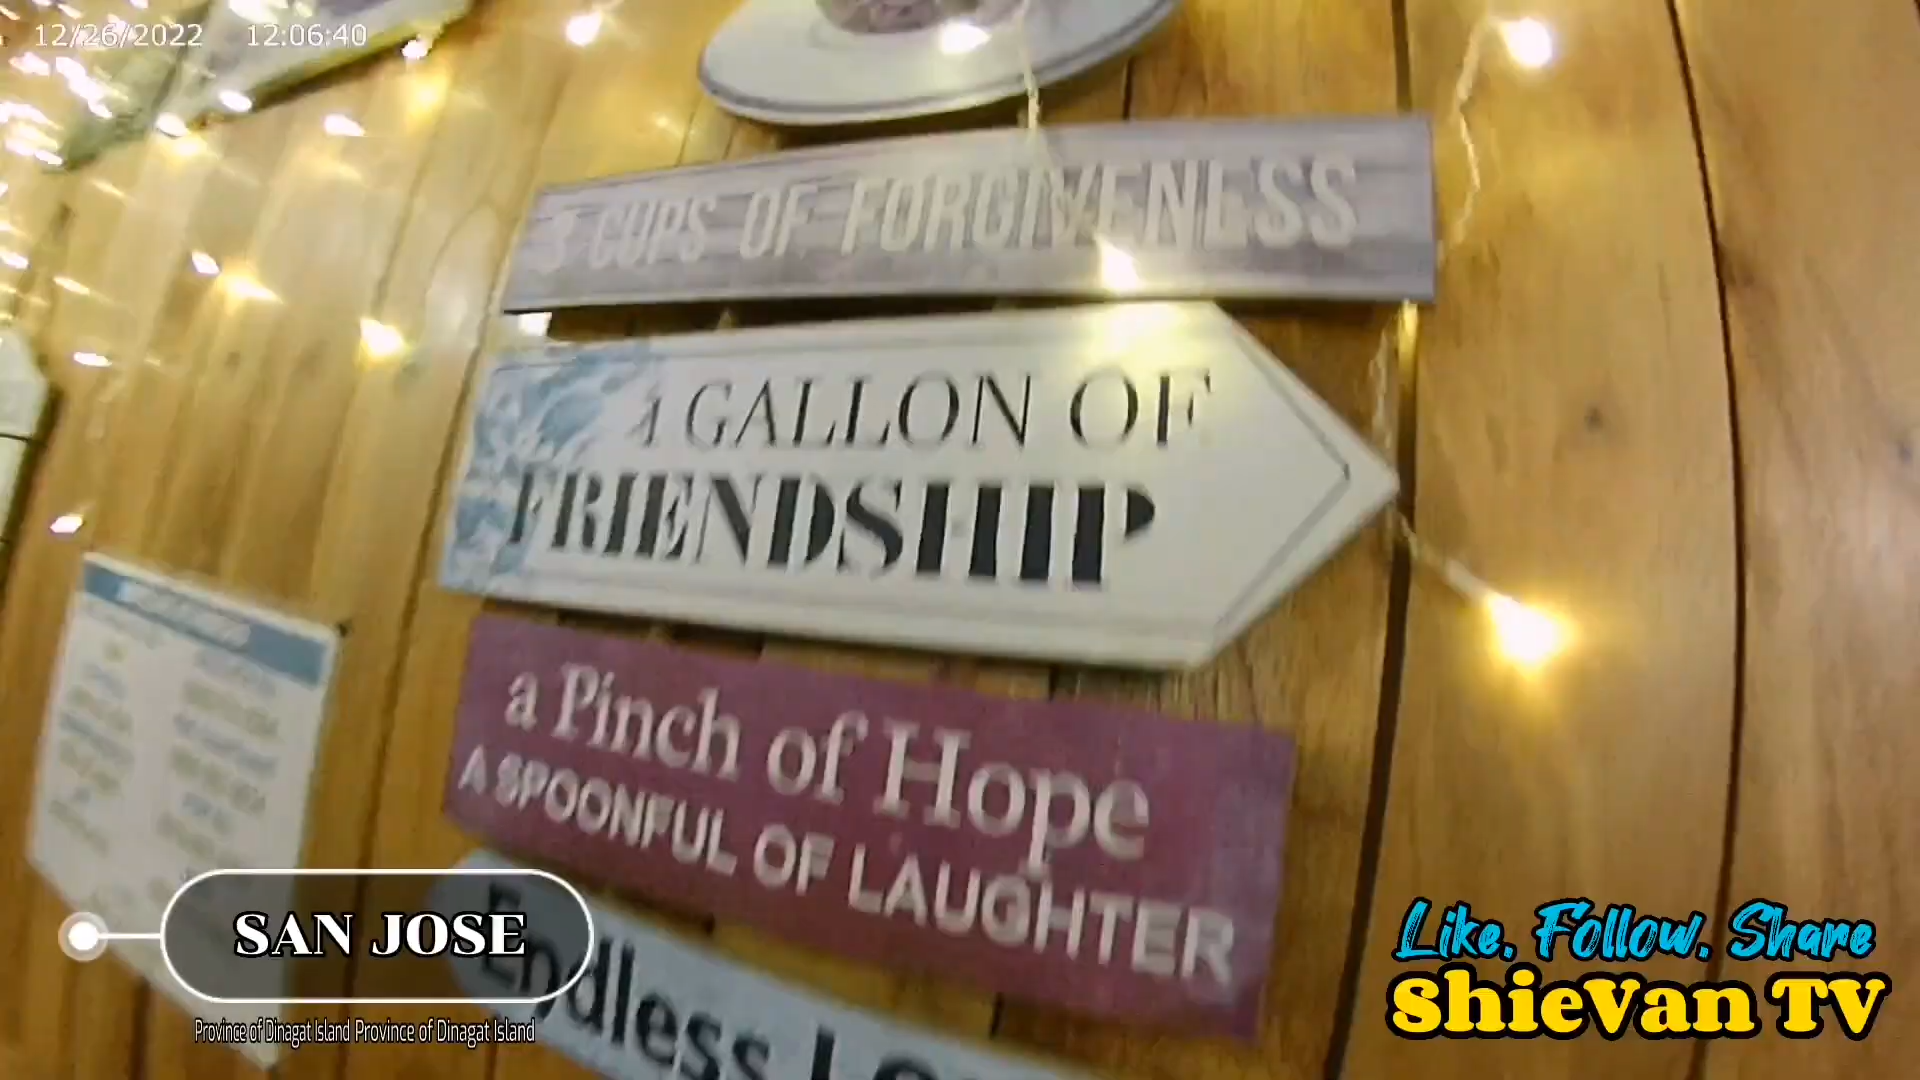 12/26/2022 12:06:40
3 CUPS OF FORGIVENESS
A GALLON OF
FRIENDSHIP
a Pinch of Hope
A SPOONFUL OF LAUGHTER
Endless
SAN JOSE
Province of Dinagat Island Province of Dinagat Island
Like. Follow. Share
ShieVan TV